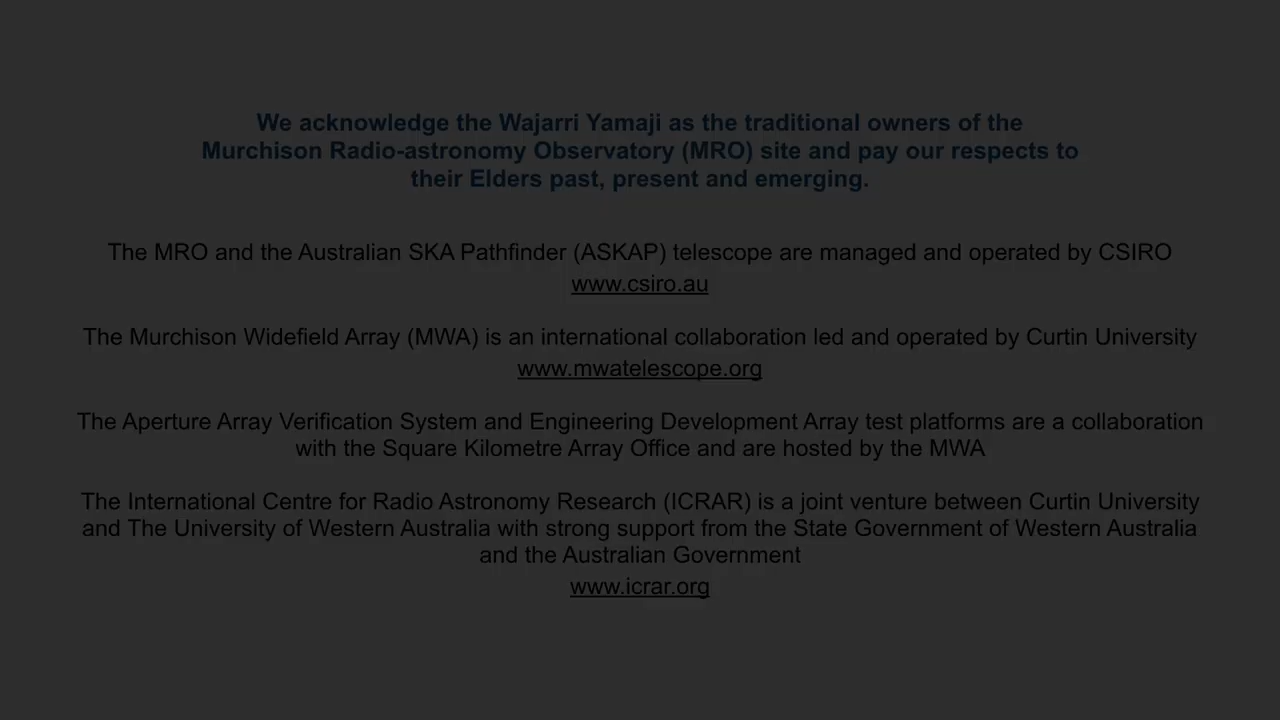 We acknowledge the Wajarri Yamaji as the traditional owners of the
Murchison Radio-astronomy Observatory (MRO) site and pay our respects to
their Elders past, present and emerging.
The MRO and the Australian SKA Pathfinder (ASKAP) telescope are managed and operated by CSIRO
www.csiro.au
The Murchison Widefield Array (MWA) is an international collaboration led and operated by Curtin University
www.mwatelescope.org
The Aperture Array Verification System and Engineering Development Array test platforms are a collaboration
with the Square Kilometre Array Office and are hosted by the MWA
The International Centre for Radio Astronomy Research (ICRAR) is a joint venture between Curtin University
and The University of Western Australia with strong support from the State Government of Western Australia
and the Australian Government
www.icrar.org